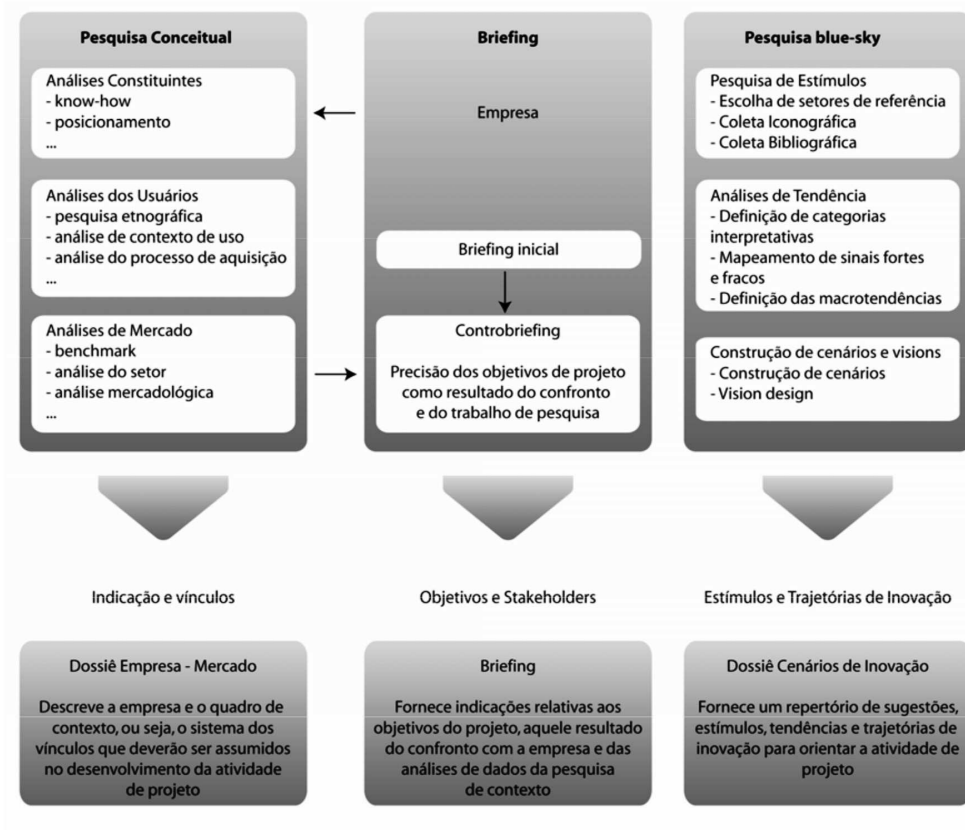 Pesquisa Conceitual
Análises Constituintes
- know-how
- posicionamento
...
Análises dos Usuários
- pesquisa etnográfica
- análise de contexto de uso
- análise do processo de aquisição
...
Análises de Mercado
- benchmark
- análise do setor
- análise mercadológica
...
Briefing
Empresa
Briefing inicial
Controbriefing
Precisão dos objetivos de projeto
como resultado do confronto
e do trabalho de pesquisa
Pesquisa blue-sky
Pesquisa de Estímulos
- Escolha de setores de referência
- Coleta Iconográfica
- Coleta Bibliográfica
Análises de Tendência
- Definição de categorias
interpretativas
- Mapeamento de sinais fortes
e fracos
- Definição das macrotendências
Construção de cenários e visions
- Construção de cenários
- Vision design
Indicação e vínculos
Objetivos e Stakeholders
Estímulos e Trajetórias de Inovação
Dossiê Empresa - Mercado
Descreve a empresa e o quadro de
contexto, ou seja, o sistema dos
vínculos que deverão ser assumidos
no desenvolvimento da atividade
de projeto
Briefing
Fornece indicações relativas aos
objetivos do projeto, aquele resultado
do confronto com a empresa e das
análises de dados da pesquisa
de contexto
Dossiê Cenários de Inovação
Fornece um repertório de sugestões,
estímulos, tendências e trajetórias de
inovação para orientar a atividade de
projeto